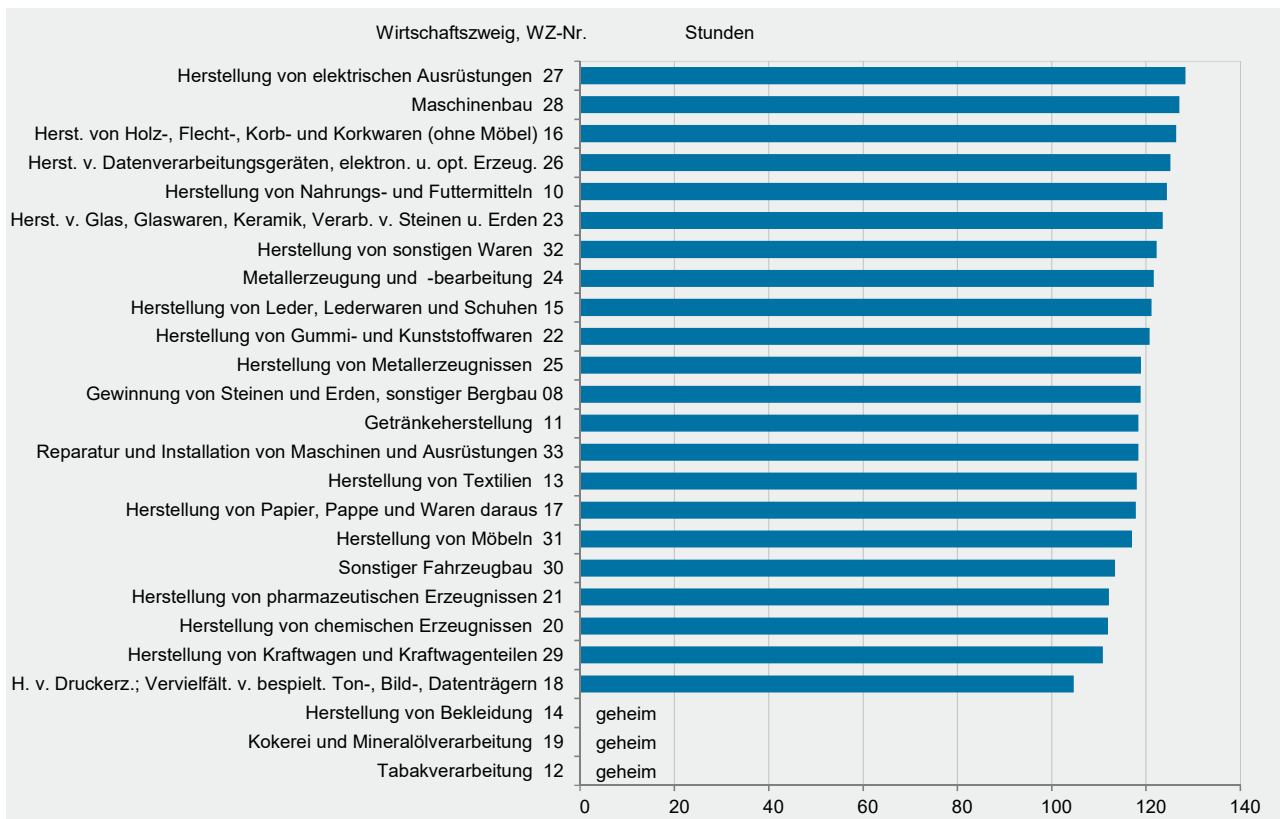 Wirtschaftszweig, WZ-Nr. Stunden
Herstellung von elektrischen Ausrüstungen 27
Maschinenbau 28
Herst. von Holz-, Flecht-, Korb- und Korkwaren (ohne Möbel) 16
Herst. v. Datenverarbeitungsgeräten, elektron. u. opt. Erzeug. 26
Herstellung von Nahrungs- und Futtermitteln 10
Herst. v. Glas, Glaswaren, Keramik, Verarb. v. Steinen u. Erden 23
Herstellung von sonstigen Waren 32
Metallerzeugung und -bearbeitung 24
Herstellung von Leder, Lederwaren und Schuhen 15
Herstellung von Gummi- und Kunststoffwaren 22
Herstellung von Metallerzeugnissen 25
Gewinnung von Steinen und Erden, sonstiger Bergbau 08
Getränkeherstellung 11
Reparatur und Installation von Maschinen und Ausrüstungen 33
Herstellung von Textilien 13
Herstellung von Papier, Pappe und Waren daraus 17
Herstellung von Möbeln 31
Sonstiger Fahrzeugbau 30
Herstellung von pharmazeutischen Erzeugnissen 21
Herstellung von chemischen Erzeugnissen 20
Herstellung von Kraftwagen und Kraftwagenteilen 29
H. v. Druckerz.; Vervielfält. v. bespielt. Ton-, Bild-, Datenträgern 18
Herstellung von Bekleidung 14 geheim
Kokerei und Mineralölverarbeitung 19 geheim
Tabakverarbeitung 12 geheim
0 20 40 60 80 100 120 140